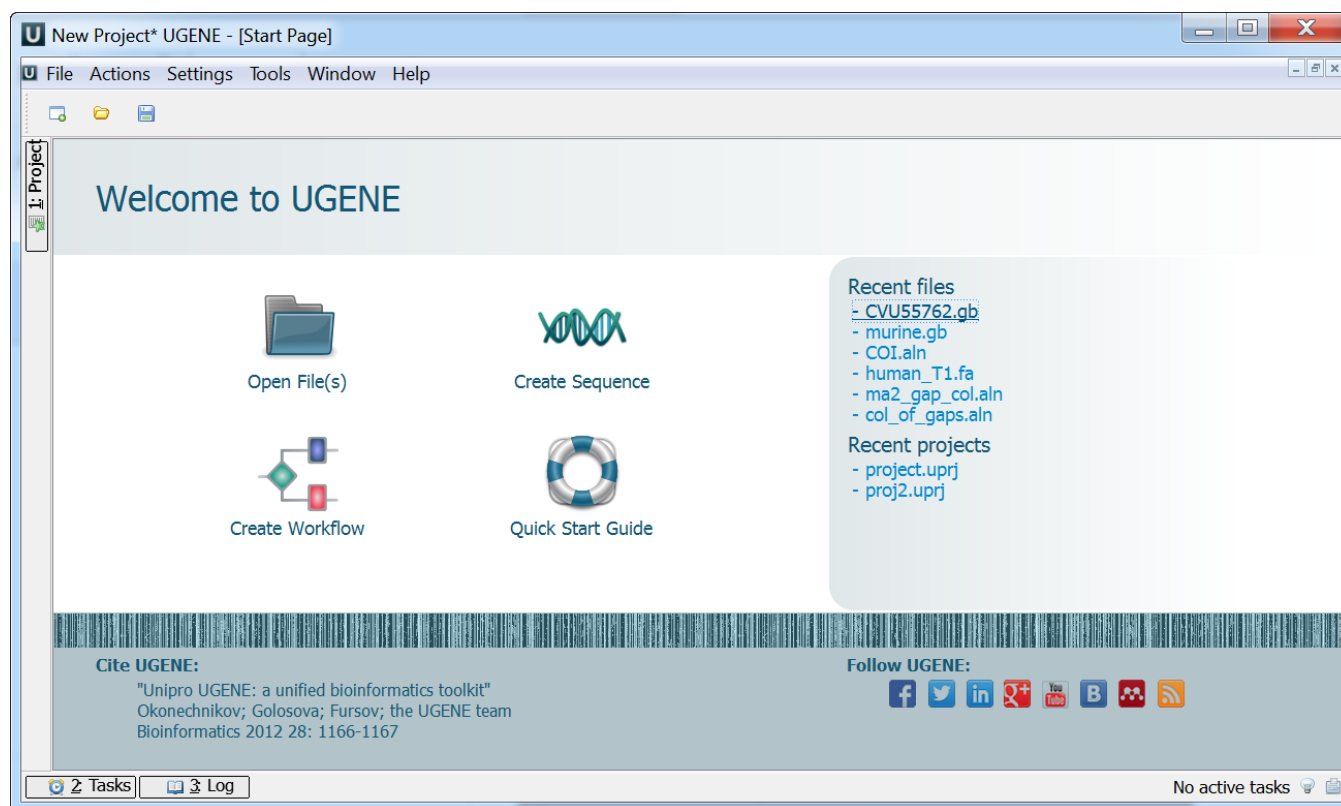 U New Project* UGENE - [Start Page]
U File Actions Settings Tools Window Help
1: Project
Welcome to UGENE
Open File(s)
Create Sequence
Create Workflow
Quick Start Guide
Recent files
- CVU55762.gb
- murine.gb
- COI.aln
- human_T1.fa
- ma2_gap_col.aln
- col_of_gaps.aln
Recent projects
- project.uprj
- proj2.uprj
Cite UGENE:
"Unipro UGENE: a unified bioinformatics toolkit"
Okonechnikov; Golosova; Fursov; the UGENE team
Bioinformatics 2012 28: 1166-1167
Follow UGENE:
f in g+ You Tube B
2: Tasks 3: Log No active tasks